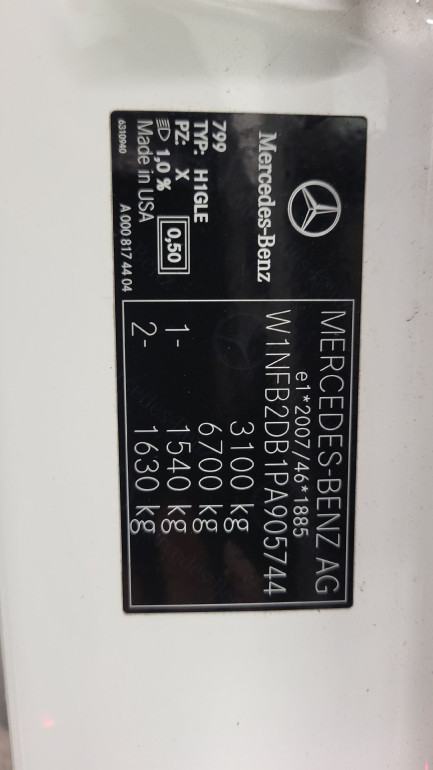 Mercedes-Benz
799
TYP: H1GLE
PZ: X
1,0 % 0,50
Made in USA
6310940 A 000 817 44 04
MERCEDES-BENZ AG
e1*2007/46*1885
W1NFB2DB1PA905744
3100 kg
6700 kg
1- 1540 kg
2- 1630 kg